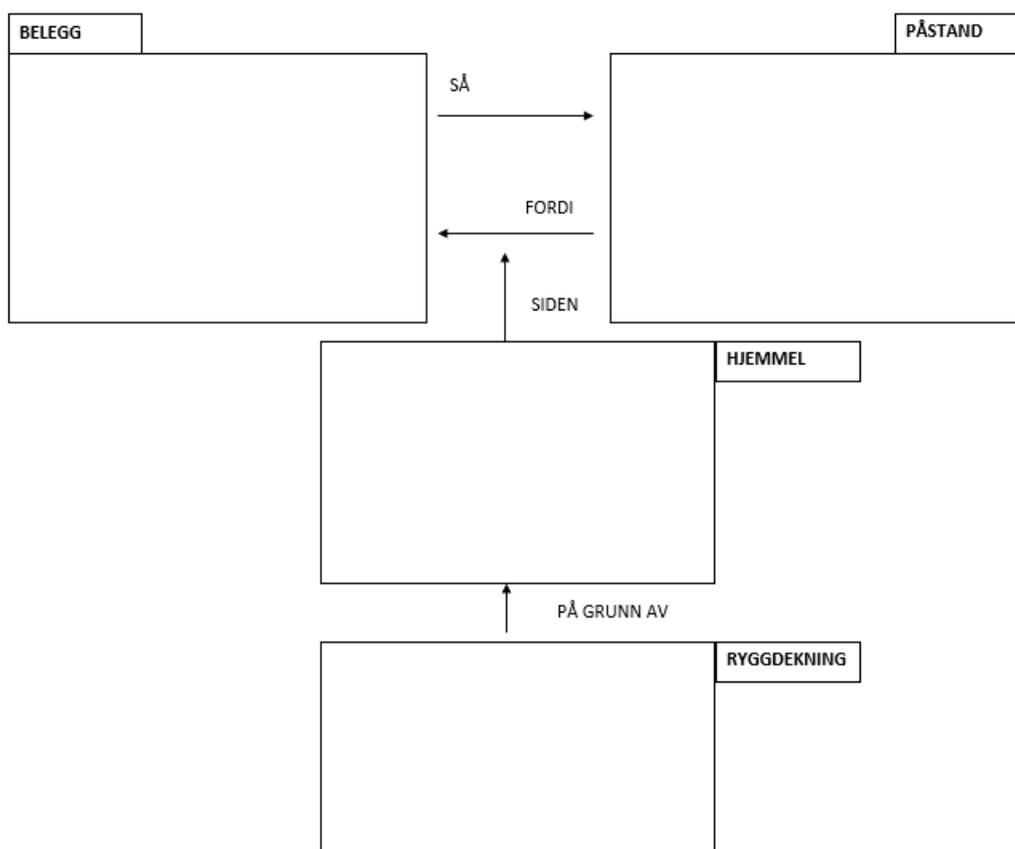 BELEGG
PÅSTAND
SÅ
FORDI
SIDEN
HJEMMEL
PÅ GRUNN AV
RYGGDEKNING